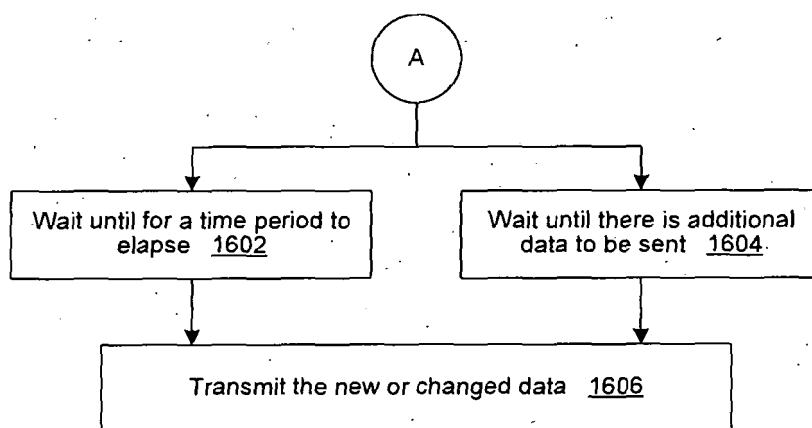 A
Wait until for a time period to
elapse 1602
Wait until there is additional
data to be sent 1604
Transmit the new or changed data 1606